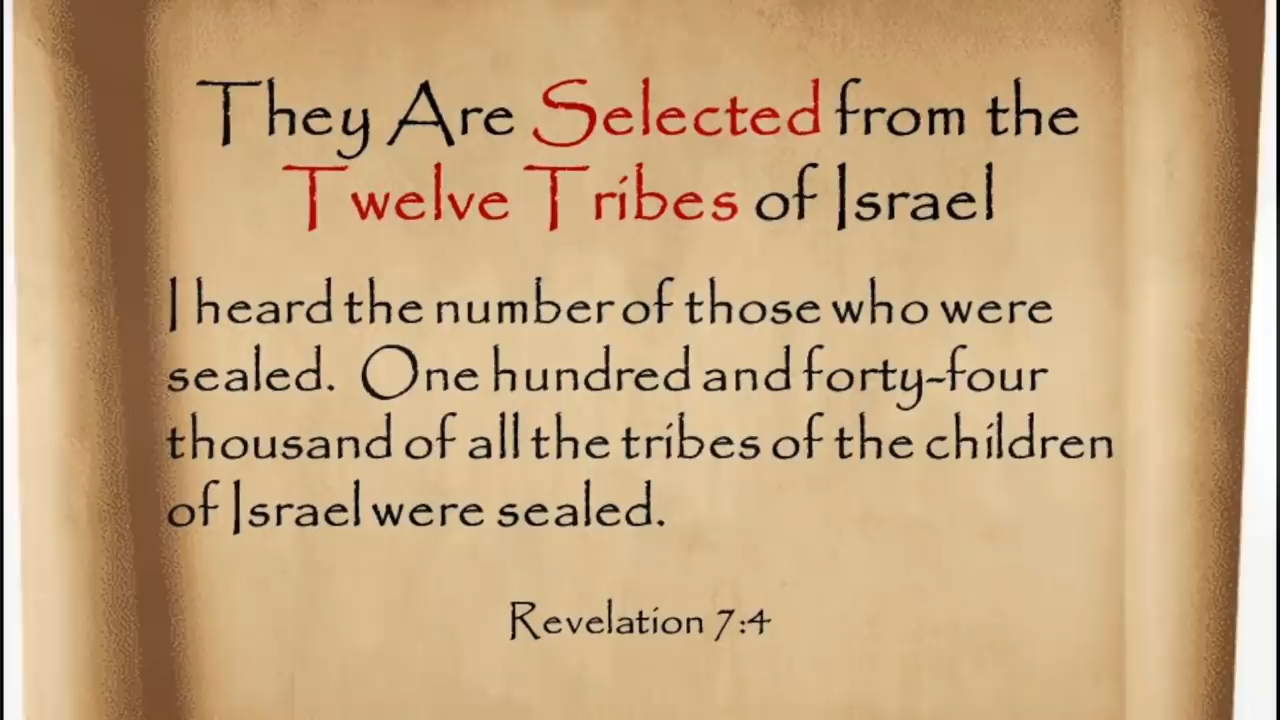 They Are Selected from the
Twelve Tribes of Israel
I heard the number of those who were
sealed. One hundred and forty-four
thousand of all the tribes of the children
of Israel were sealed.
Revelation 7:4